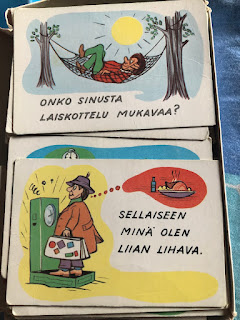 ONKO SINUSTA
LAISKOTTELU MUKAVAA?
SELLAISEEN
MINÄ OLEN
LIIAN LIHAVA.